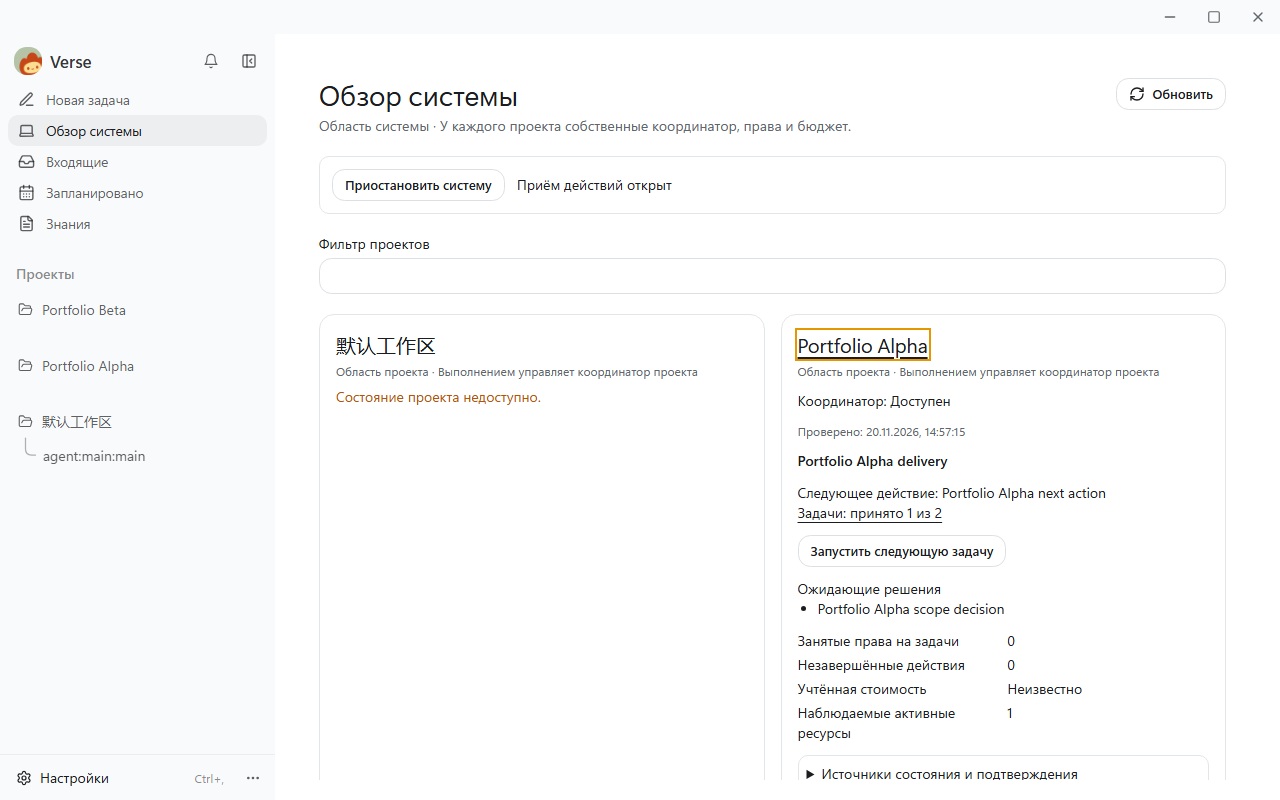 Verse
Новая задача
Обзор системы
Входящие
Запланировано
Знания
Проекты
Portfolio Beta
Portfolio Alpha
默认工作区
agent:main:main
Настройки
Ctrl+,
Обзор системы
Область системы · У каждого проекта собственные координатор, права и бюджет.
Обновить
Приостановить систему
Приём действий открыт
Фильтр проектов
默认工作区
Область проекта · Выполнением управляет координатор проекта
Состояние проекта недоступно.
Portfolio Alpha
Область проекта · Выполнением управляет координатор проекта
Координатор: Доступен
Проверено: 20.11.2026, 14:57:15
Portfolio Alpha delivery
Следующее действие: Portfolio Alpha next action
Задачи: принято 1 из 2
Запустить следующую задачу
Ожидающие решения
• Portfolio Alpha scope decision
Занятые права на задачи 0
Незавершённые действия 0
Учтённая стоимость Неизвестно
Наблюдаемые активные ресурсы 1
Источники состояния и подтверждения